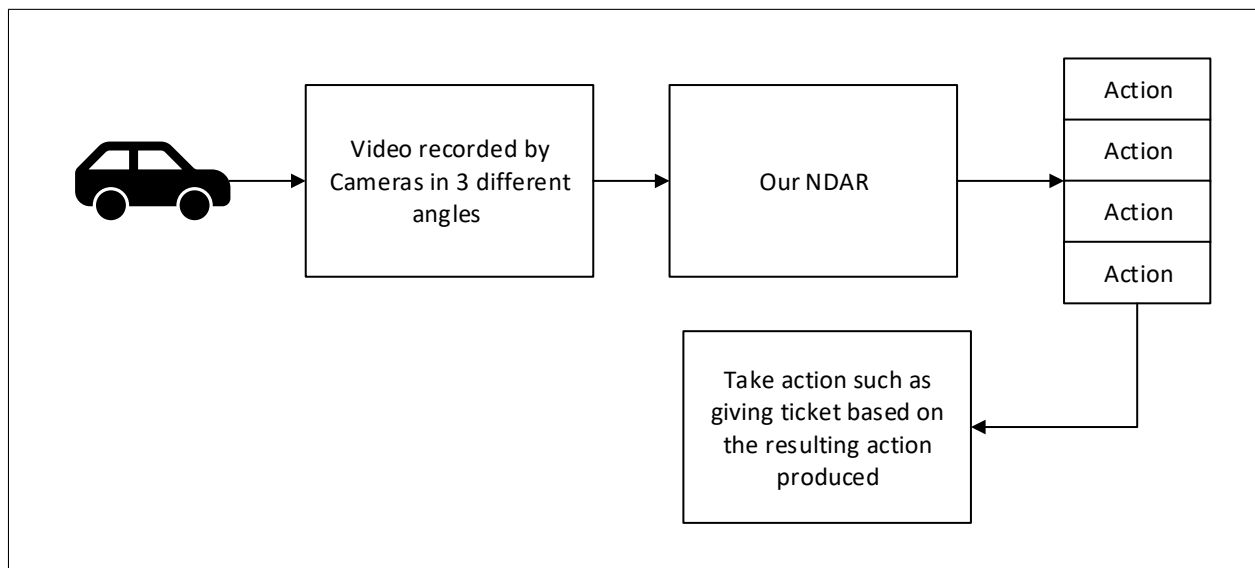 Video recorded by
Cameras in 3 different
angles
Our NDAR
Action
Action
Action
Action
Take action such as
giving ticket based on
the resulting action
produced